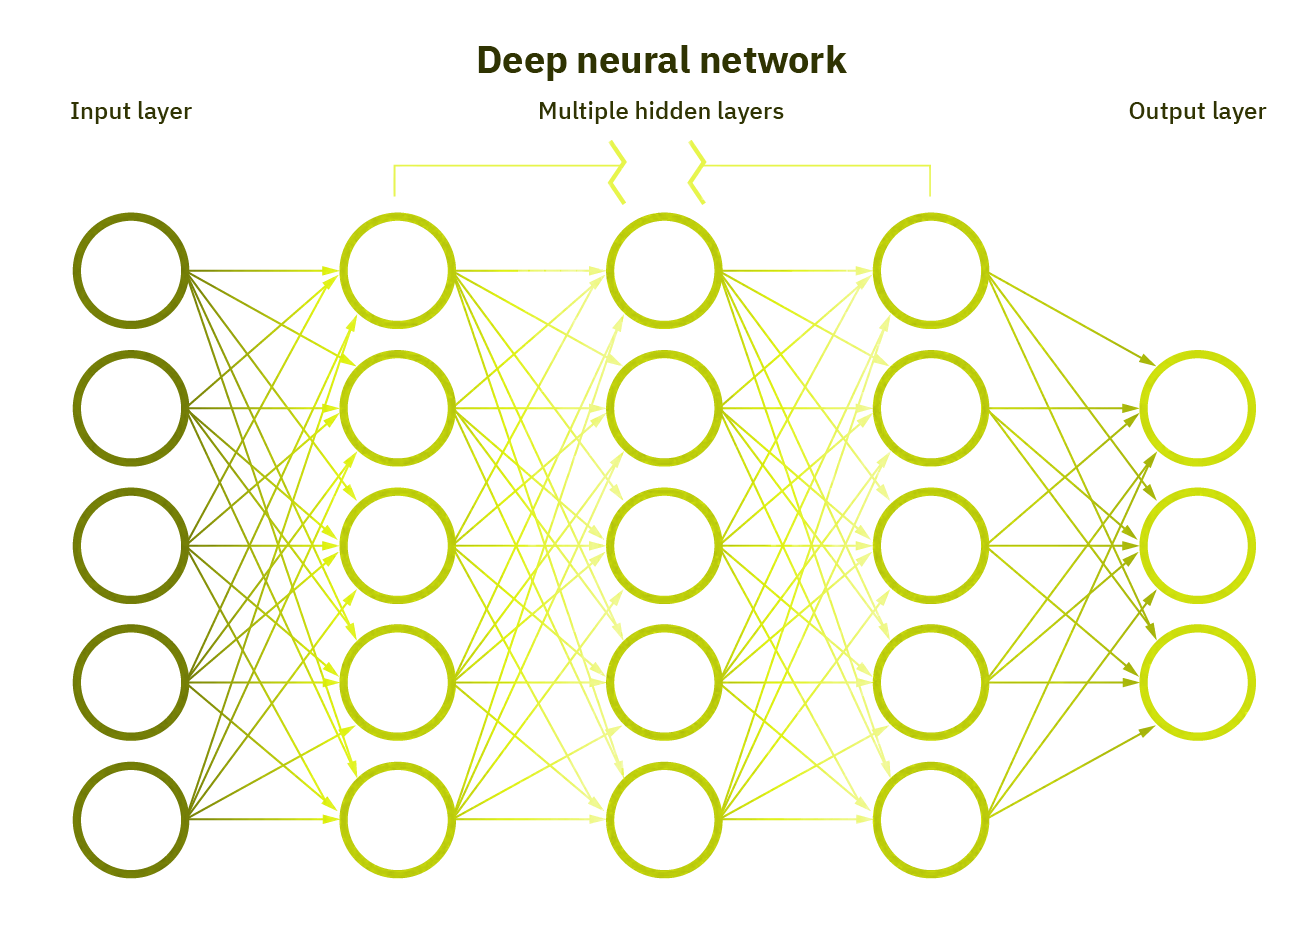 Deep neural network
Input layer
Multiple hidden layers
Output layer